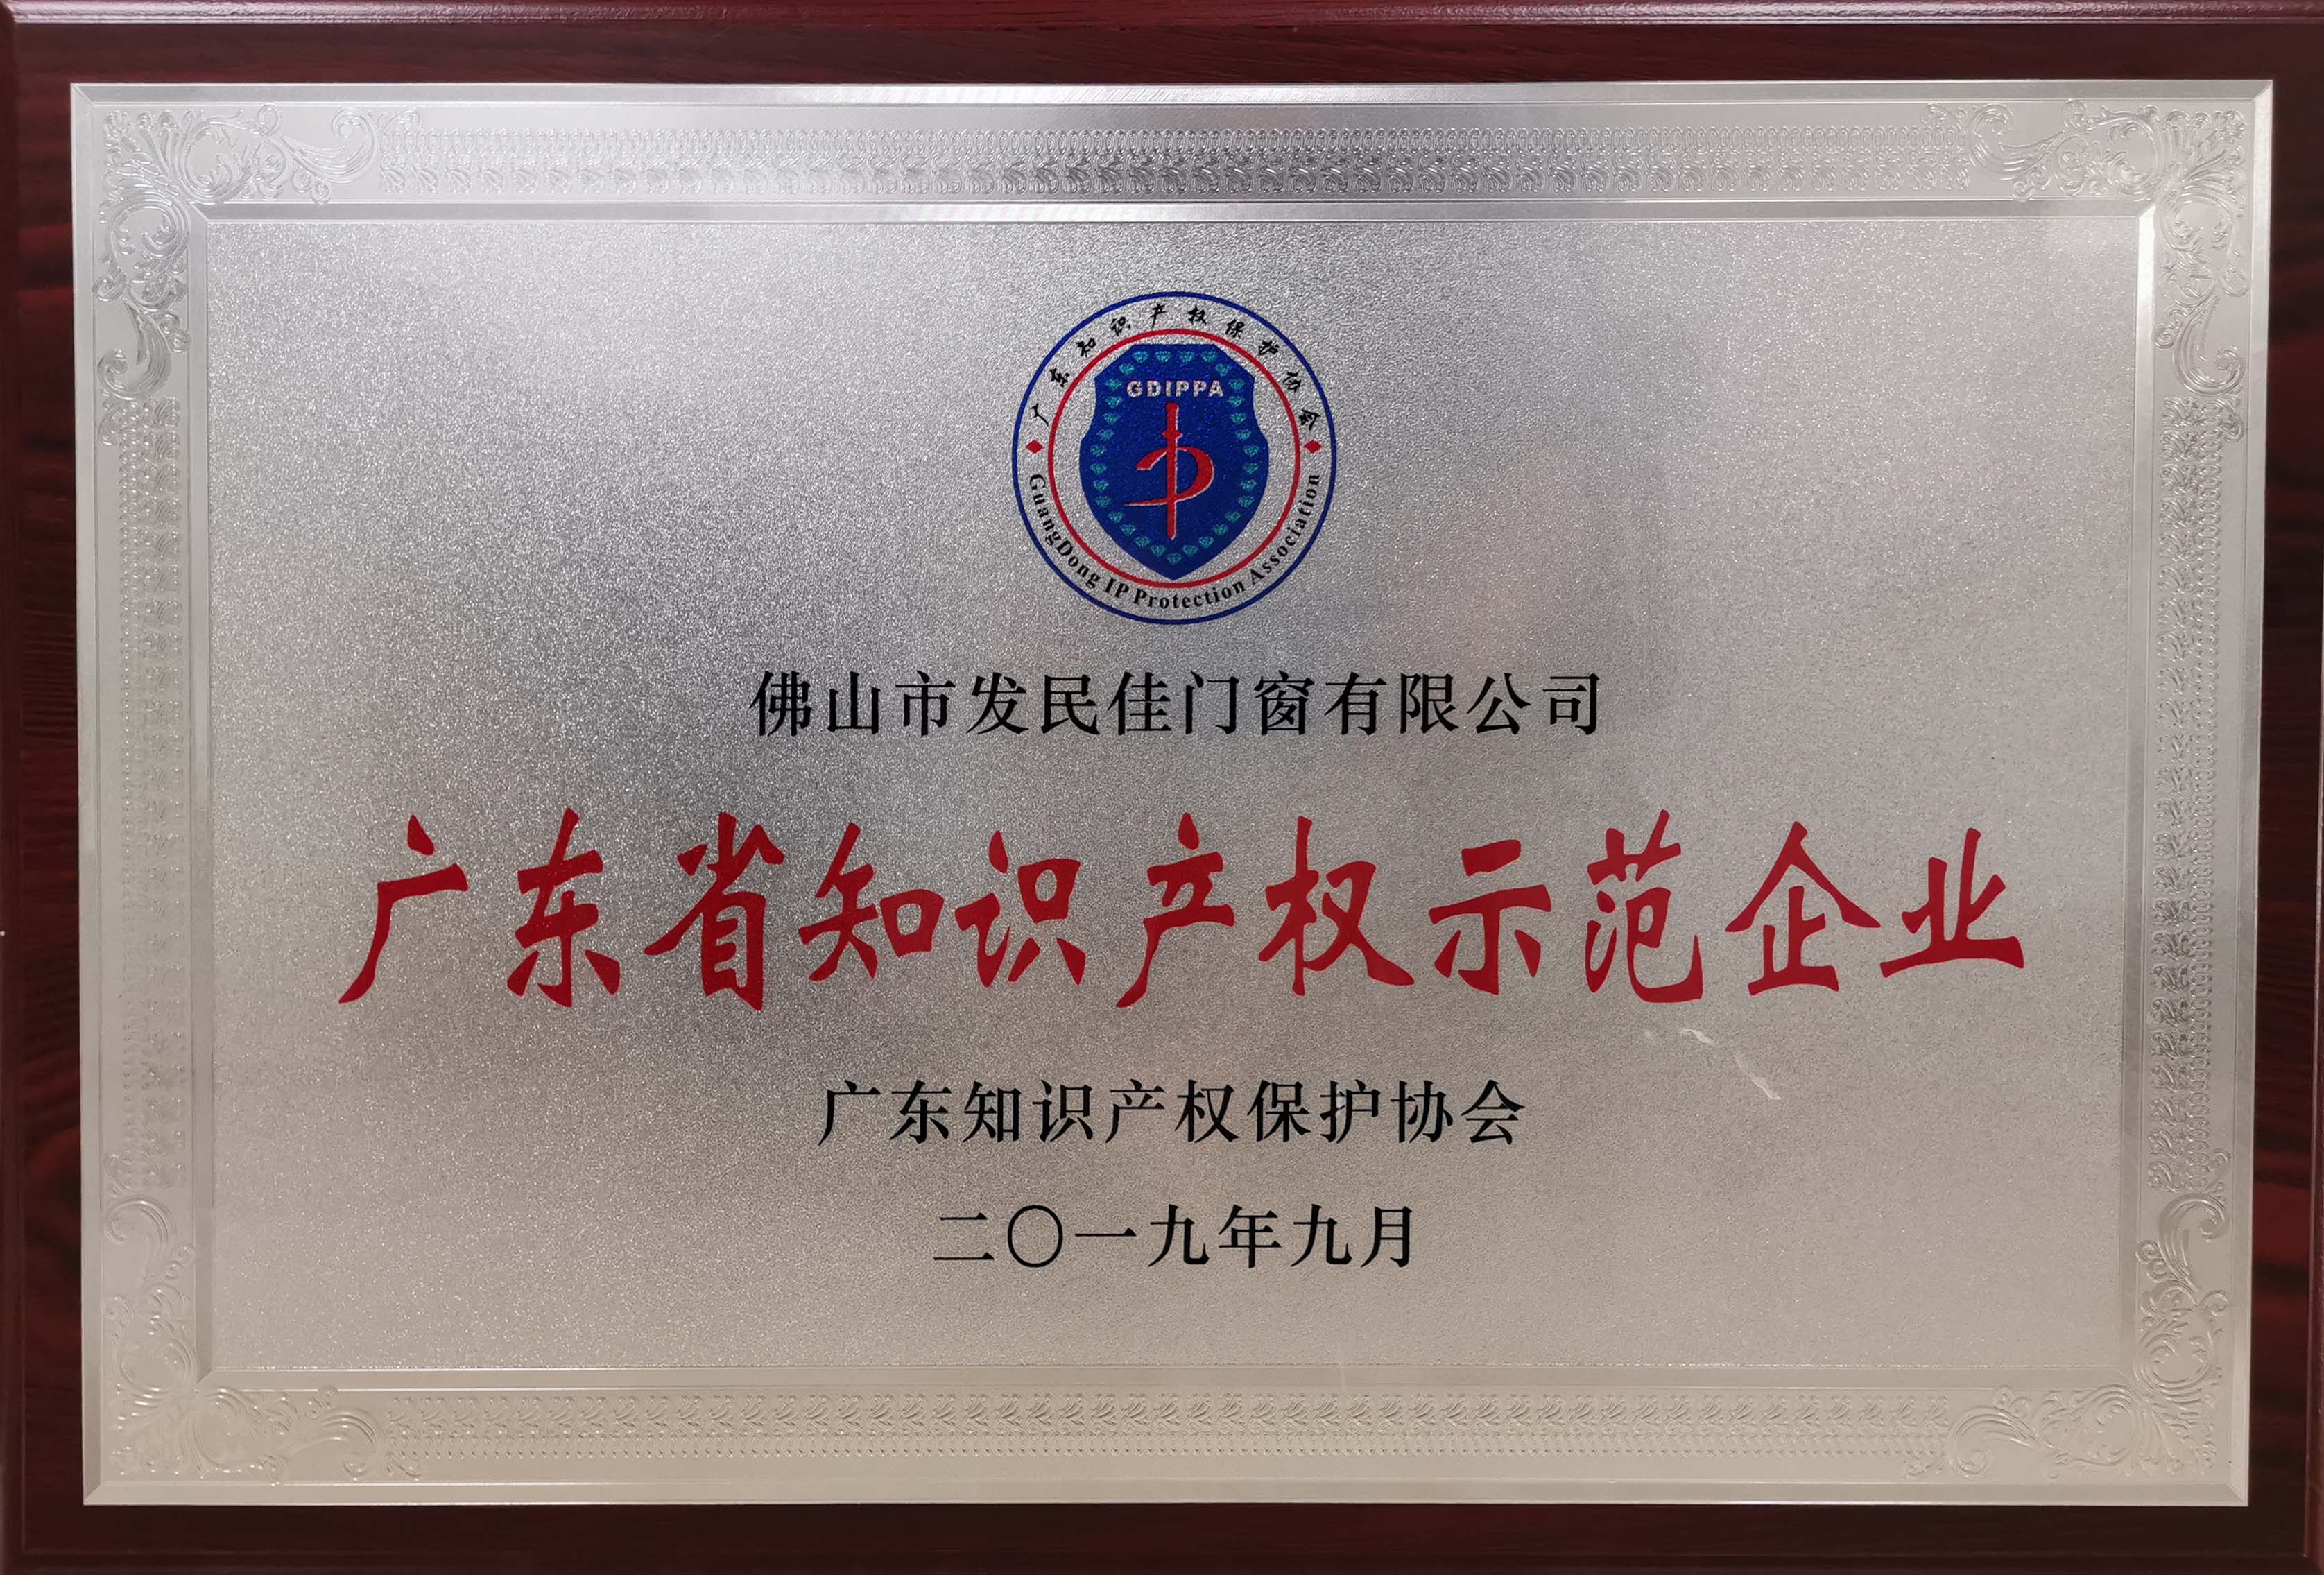 广东知识产权保护协会
GDIPPA
GuangDong IP Protection Association
佛山市发民佳门窗有限公司
广东省知识产权示范企业
广东知识产权保护协会
二〇一九年九月